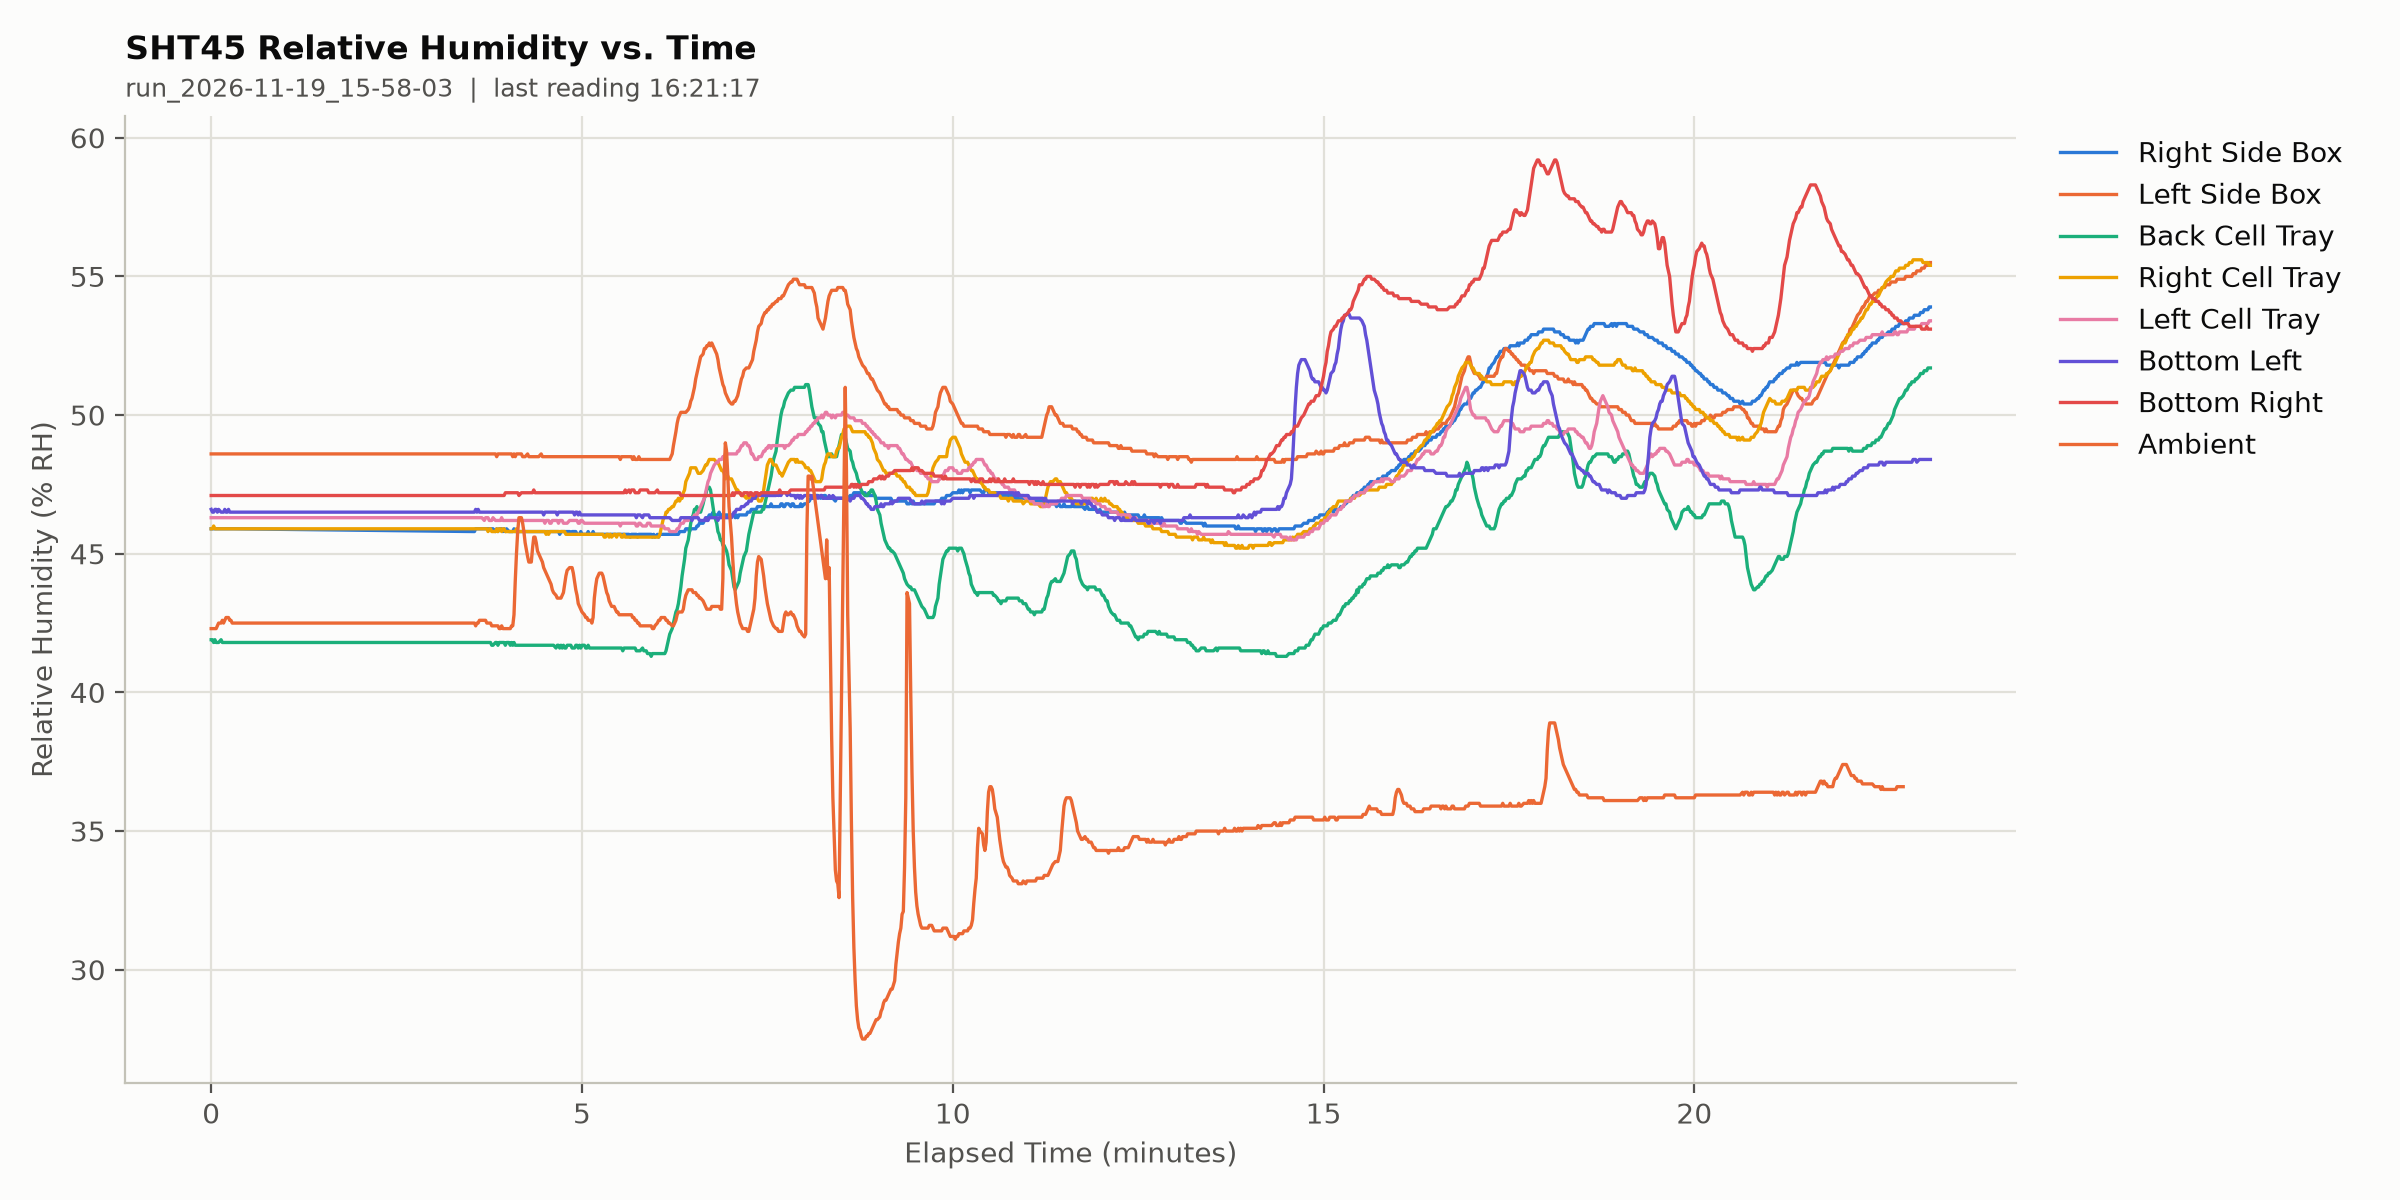 SHT45 Relative Humidity vs. Time
run_2026-11-19_15-58-03 | last reading 16:21:17
Relative Humidity (% RH)
60
55
50
45
40
35
30
0
5
10
15
20
Elapsed Time (minutes)
Right Side Box
Left Side Box
Back Cell Tray
Right Cell Tray
Left Cell Tray
Bottom Left
Bottom Right
Ambient